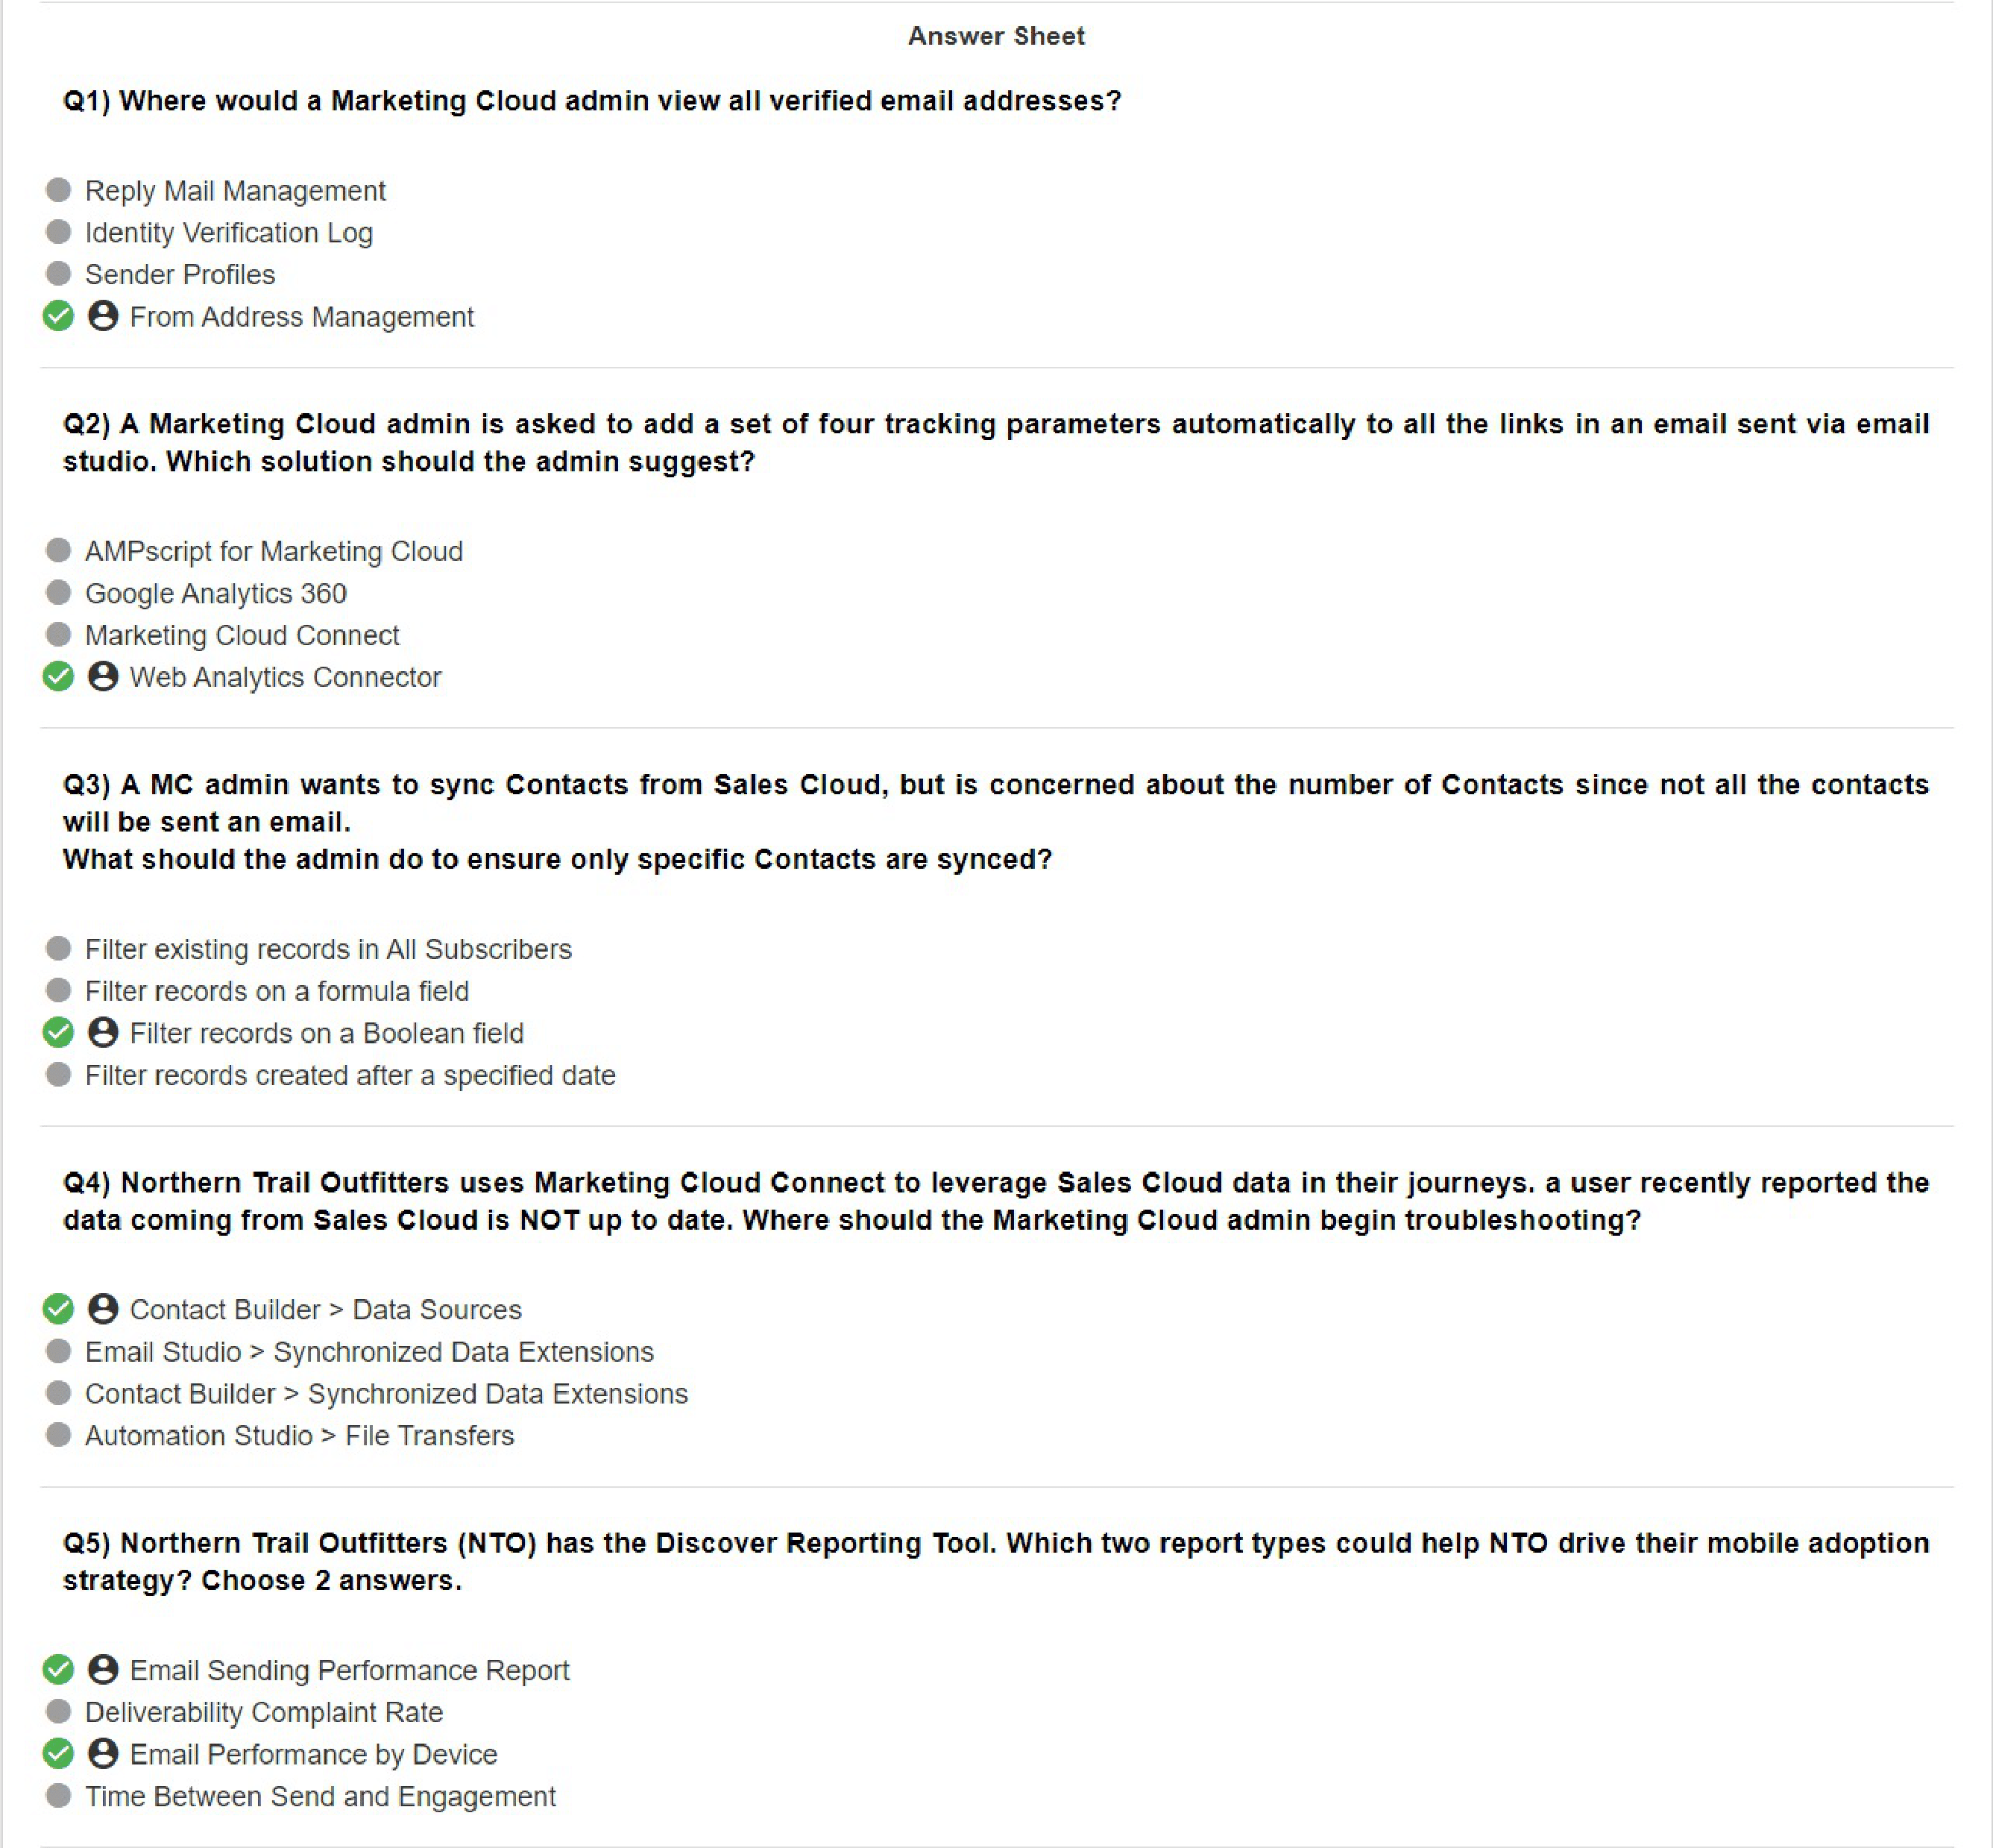 Answer Sheet
Q1) Where would a Marketing Cloud admin view all verified email addresses?
Reply Mail Management
Identity Verification Log
Sender Profiles
From Address Management
Q2) A Marketing Cloud admin is asked to add a set of four tracking parameters automatically to all the links in an email sent via email
studio. Which solution should the admin suggest?
AMPscript for Marketing Cloud
Google Analytics 360
Marketing Cloud Connect
Web Analytics Connector
Q3) A MC admin wants to sync Contacts from Sales Cloud, but is concerned about the number of Contacts since not all the contacts
will be sent an email.
What should the admin do to ensure only specific Contacts are synced?
Filter existing records in All Subscribers
Filter records on a formula field
Filter records on a Boolean field
Filter records created after a specified date
Q4) Northern Trail Outfitters uses Marketing Cloud Connect to leverage Sales Cloud data in their journeys. a user recently reported the
data coming from Sales Cloud is NOT up to date. Where should the Marketing Cloud admin begin troubleshooting?
Contact Builder > Data Sources
Email Studio > Synchronized Data Extensions
Contact Builder > Synchronized Data Extensions
Automation Studio > File Transfers
Q5) Northern Trail Outfitters (NTO) has the Discover Reporting Tool. Which two report types could help NTO drive their mobile adoption
strategy? Choose 2 answers.
Email Sending Performance Report
Deliverability Complaint Rate
Email Performance by Device
Time Between Send and Engagement